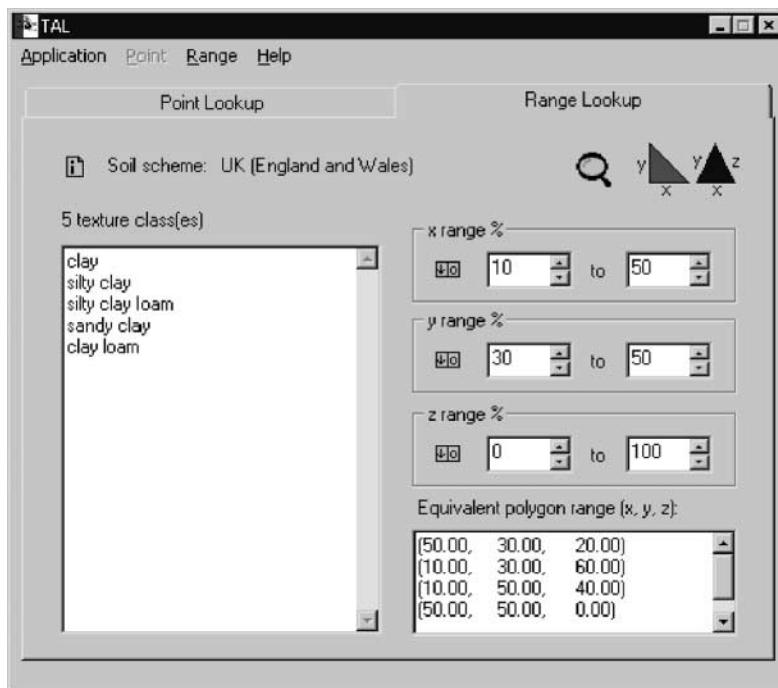 TAL
Application Point Range Help
Point Lookup Range Lookup
Soil scheme: UK (England and Wales)
y x y z x
5 texture class(es)
clay
silty clay
silty clay loam
sandy clay
clay loam
x range %
10 to 50
y range %
30 to 50
z range %
0 to 100
Equivalent polygon range (x, y, z):
(50.00, 30.00, 20.00)
(10.00, 30.00, 60.00)
(10.00, 50.00, 40.00)
(50.00, 50.00, 0.00)